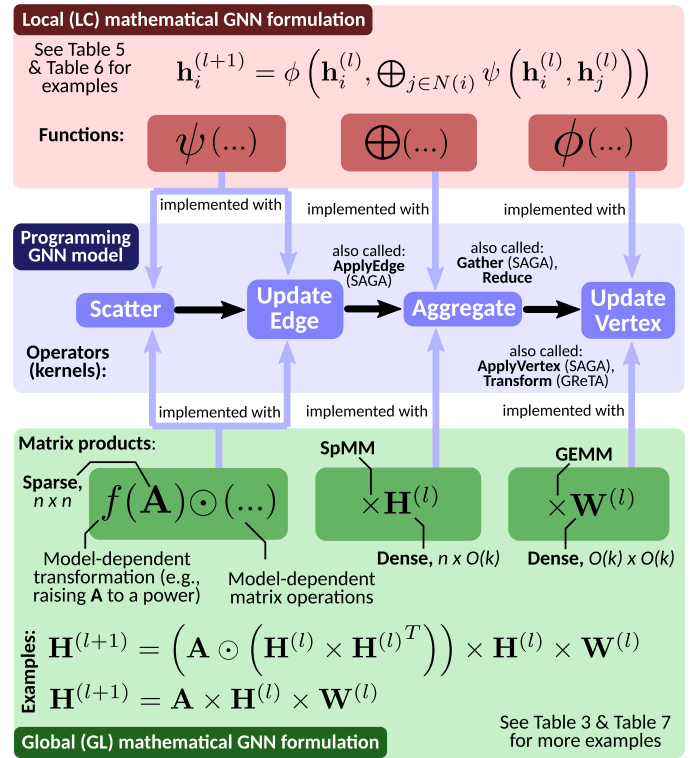 Local (LC) mathematical GNN formulation
See Table 5
& Table 6 for
examples
𝐡_i^{(l+1)} = ϕ ( 𝐡_i^{(l)}, ⊕_{j∈N(i)} ψ ( 𝐡_i^{(l)}, 𝐡_j^{(l)} ) )
Functions:
ψ(...)
⊕(...)
ϕ(...)
implemented with
implemented with
implemented with
Programming
GNN model
also called:
ApplyEdge
(SAGA)
also called:
Gather (SAGA),
Reduce
Scatter
Update
Edge
Aggregate
Update
Vertex
Operators
(kernels):
also called:
ApplyVertex (SAGA),
Transform (GReTA)
implemented with
implemented with
implemented with
Matrix products:
SpMM
GEMM
Sparse,
n x n
f(𝐀)⊙(...)
×𝐇^{(l)}
×𝐖^{(l)}
Model-dependent
transformation (e.g.,
raising A to a power)
Model-dependent
matrix operations
Dense, n x O(k)
Dense, O(k) x O(k)
Examples:
𝐇^{(l+1)} = ( 𝐀 ⊙ ( 𝐇^{(l)} × 𝐇^{(l)}^T ) ) × 𝐇^{(l)} × 𝐖^{(l)}
𝐇^{(l+1)} = 𝐀 × 𝐇^{(l)} × 𝐖^{(l)}
Global (GL) mathematical GNN formulation
See Table 3 & Table 7
for more examples